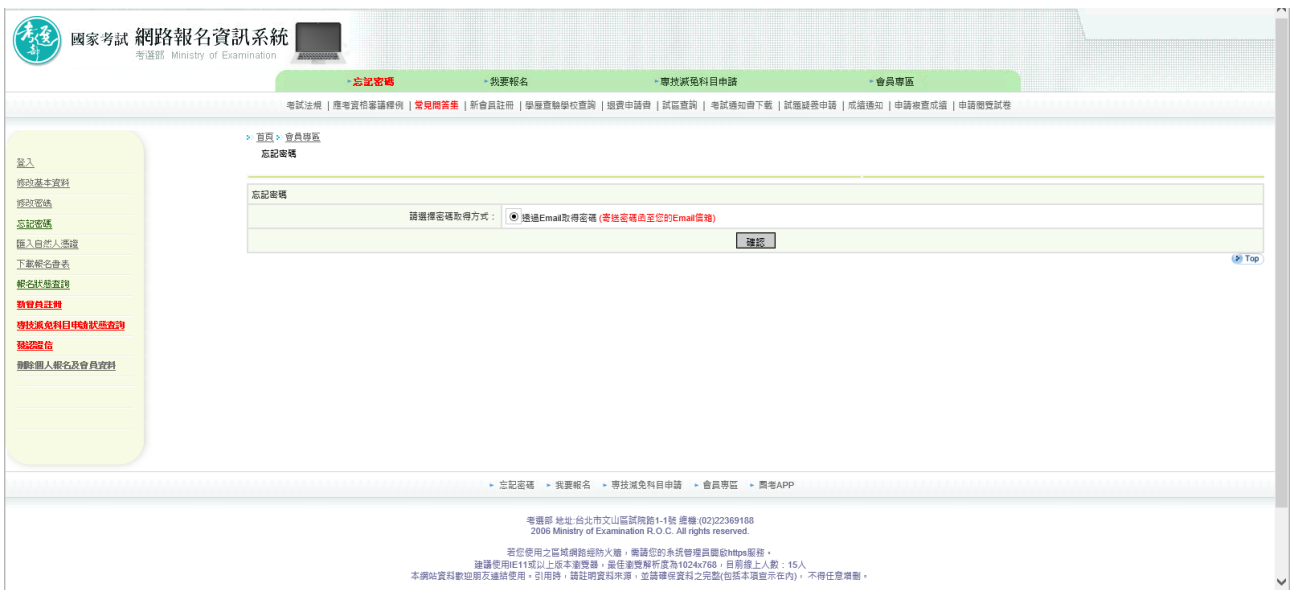 考選部
國家考試 網路報名資訊系統
考選部 Ministry of Examination
忘記密碼 我要報名 專技減免科目申請 會員專區
考試法規 | 應考資格審議釋例 | 常見問答集 | 新會員註冊 | 學歷查驗學校查詢 | 退費申請書 | 試區查詢 | 考試通知書下載 | 試題疑義申請 | 成績通知 | 申請複查成績 | 申請閱覽試卷
首頁 會員專區
忘記密碼
登入
修改基本資料
修改密碼
忘記密碼
匯入自然人憑證
下載報名書表
報名狀態查詢
新會員註冊
專技減免科目申請狀態查詢
補認證信
刪除個人報名及會員資料
忘記密碼
請選擇密碼取得方式： 透過Email取得密碼 (寄送密碼函至您的Email信箱)
確認
Top
忘記密碼 我要報名 專技減免科目申請 會員專區 國考APP
考選部 地址:台北市文山區試院路1-1號 總機:(02)22369188
2006 Ministry of Examination R.O.C. All rights reserved.
若您使用之區域網路經防火牆，需請您的系統管理員開啟https服務。
建議使用IE11或以上版本瀏覽器，最佳瀏覽解析度為1024x768，目前線上人數：15人
本網站資料歡迎朋友連結使用。引用時，請註明資料來源，並請確保資料之完整(包括本項宣示在內)， 不得任意增刪。